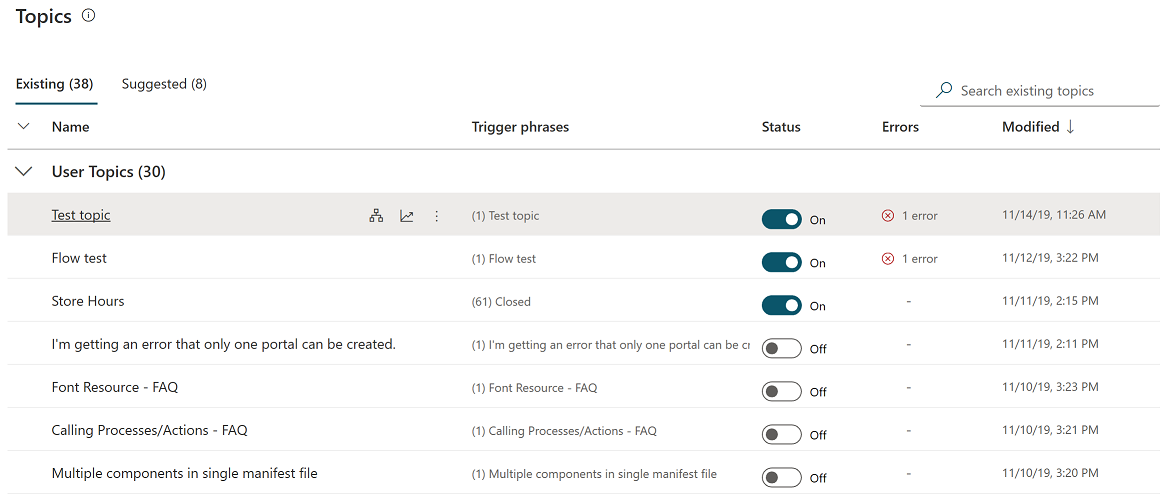 Topics
Existing (38) Suggested (8)
Search existing topics
Name Trigger phrases Status Errors Modified ↓
User Topics (30)
Test topic (1) Test topic On 1 error 11/14/19, 11:26 AM
Flow test (1) Flow test On 1 error 11/12/19, 3:22 PM
Store Hours (61) Closed On - 11/11/19, 2:15 PM
I'm getting an error that only one portal can be created. (1) I'm getting an error that only one portal can be Off - 11/11/19, 2:11 PM
Font Resource - FAQ (1) Font Resource - FAQ Off - 11/10/19, 3:23 PM
Calling Processes/Actions - FAQ (1) Calling Processes/Actions - FAQ Off - 11/10/19, 3:21 PM
Multiple components in single manifest file (1) Multiple components in single manifest file Off - 11/10/19, 3:20 PM